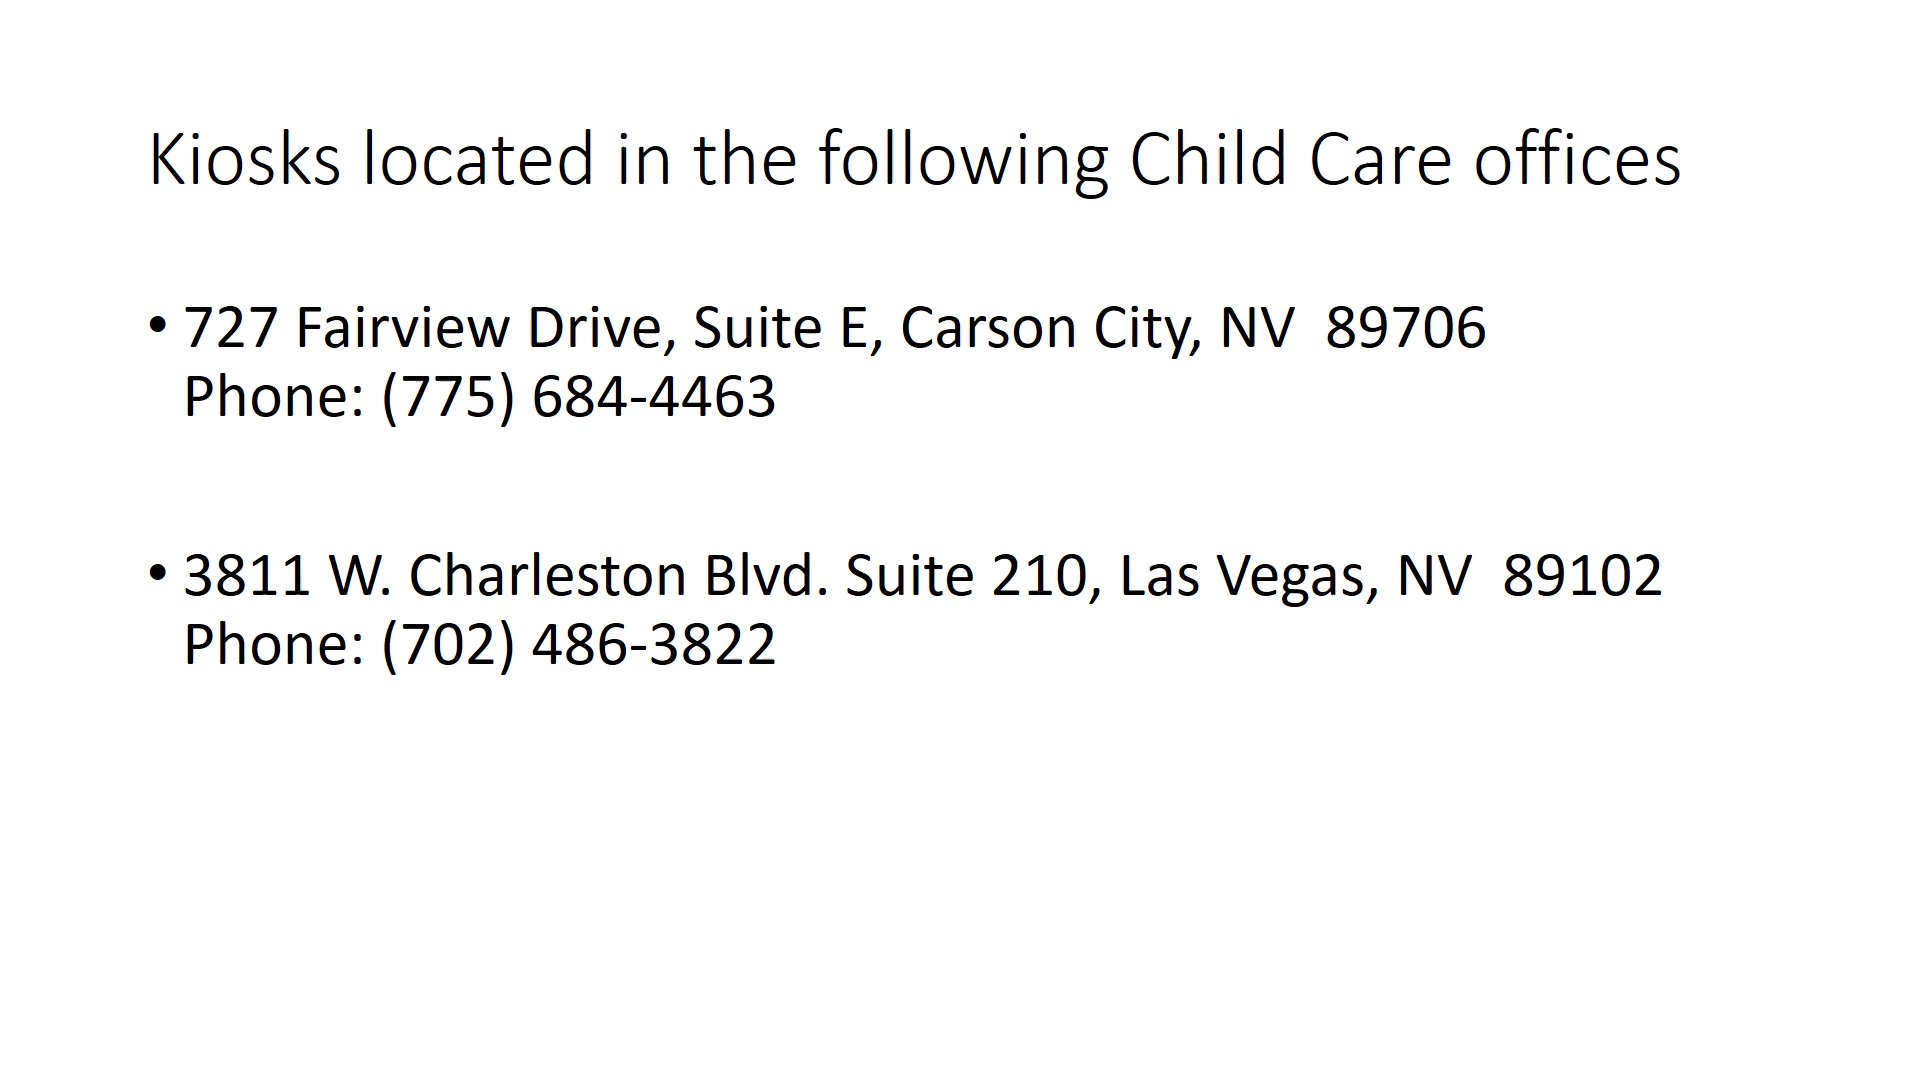 Kiosks located in the following Child Care offices
• 727 Fairview Drive, Suite E, Carson City, NV  89706
Phone: (775) 684-4463
• 3811 W. Charleston Blvd. Suite 210, Las Vegas, NV  89102
Phone: (702) 486-3822